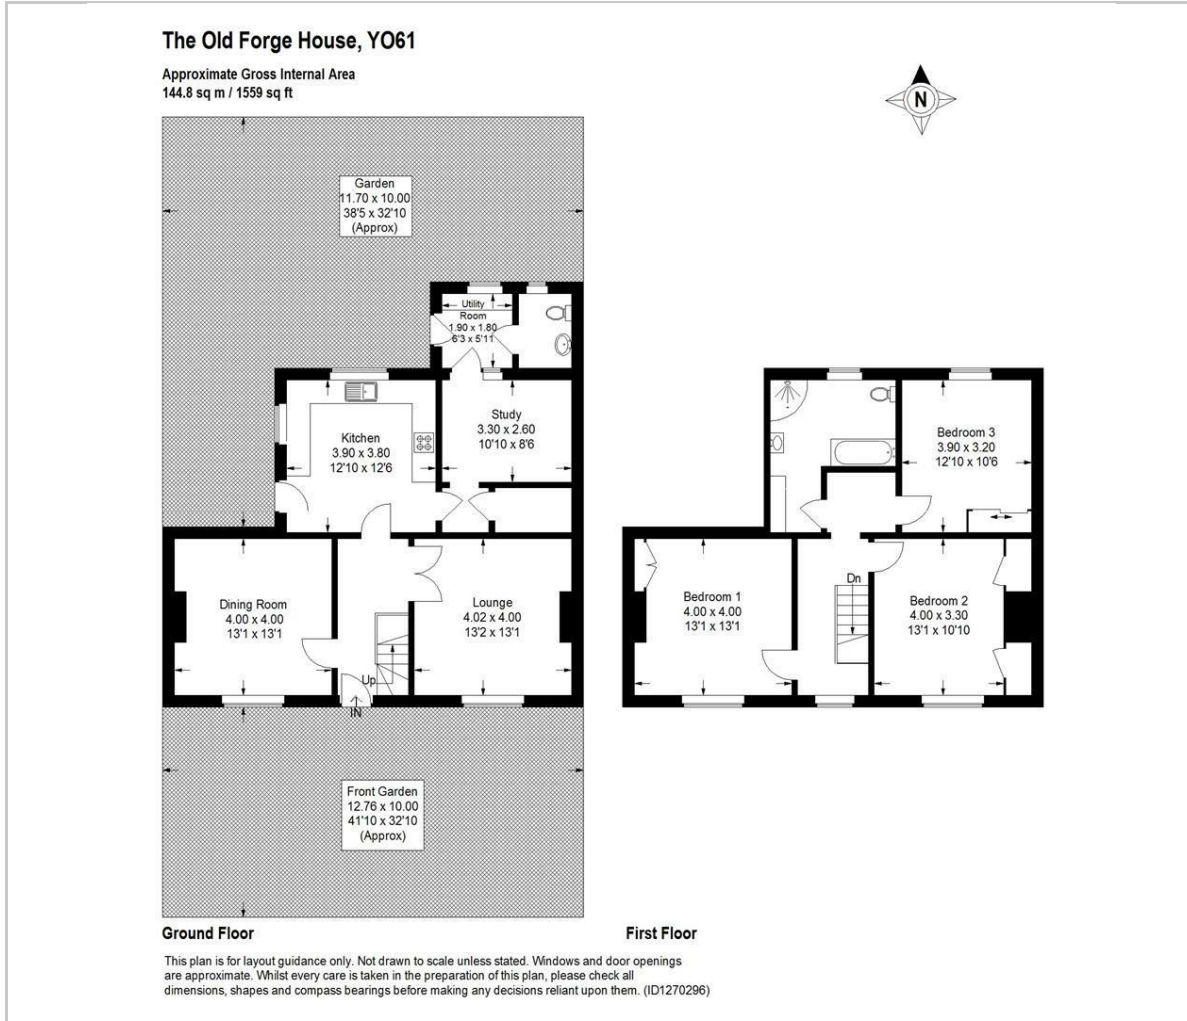 The Old Forge House, YO61
Approximate Gross Internal Area
144.8 sq m / 1559 sq ft
N
Garden
11.70 x 10.00
38'5 x 32'10
(Approx)
Utility
Room
1.90 x 1.80
6'3 x 5'11
Study
3.30 x 2.60
10'10 x 8'6
Kitchen
3.90 x 3.80
12'10 x 12'6
Dining Room
4.00 x 4.00
13'1 x 13'1
Lounge
4.02 x 4.00
13'2 x 13'1
Up
IN
Front Garden
12.76 x 10.00
41'10 x 32'10
(Approx)
Bedroom 3
3.90 x 3.20
12'10 x 10'6
Dn
Bedroom 1
4.00 x 4.00
13'1 x 13'1
Bedroom 2
4.00 x 3.30
13'1 x 10'10
Ground Floor
First Floor
This plan is for layout guidance only. Not drawn to scale unless stated. Windows and door openings
are approximate. Whilst every care is taken in the preparation of this plan, please check all
dimensions, shapes and compass bearings before making any decisions reliant upon them. (ID1270296)